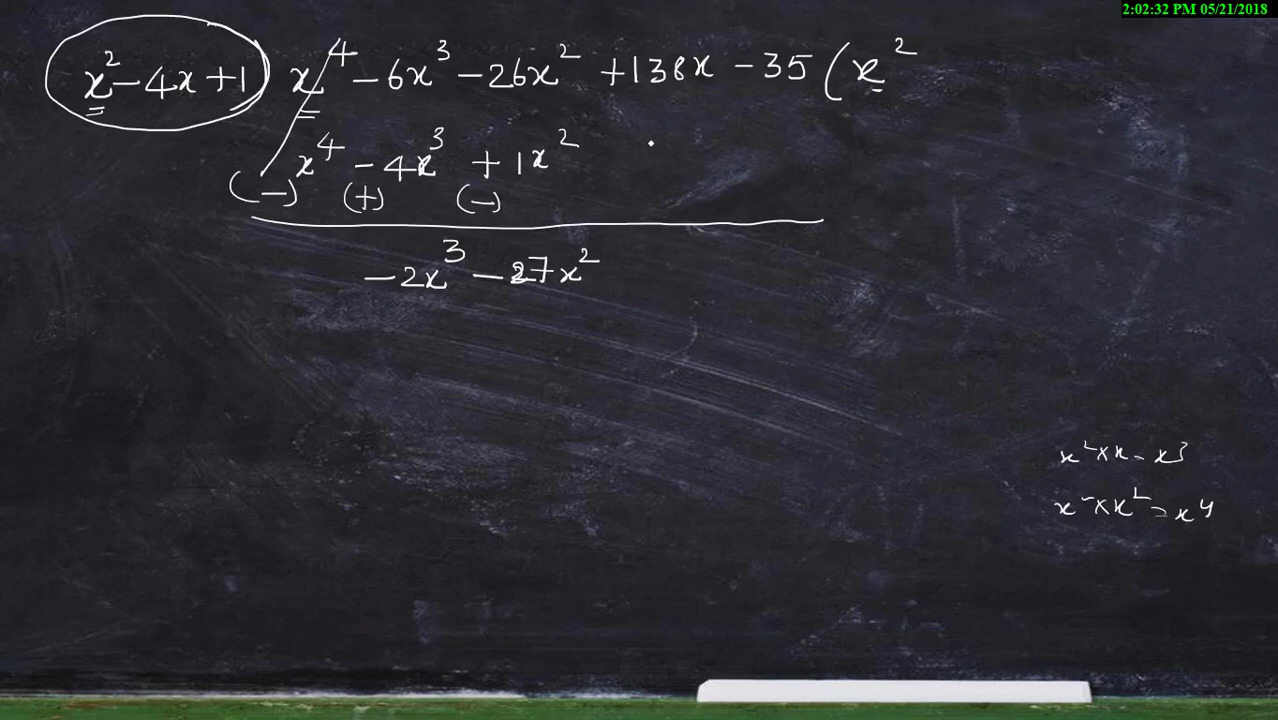 2:02:32 PM 05/21/2018
x² - 4x + 1) x⁴ - 6x³ - 26x² + 138x - 35 (x²
x⁴ - 4x³ + 1x²
(-) (+) (-)
-2x³ - 27x²
x² × x - x³
x² × x² = x⁴